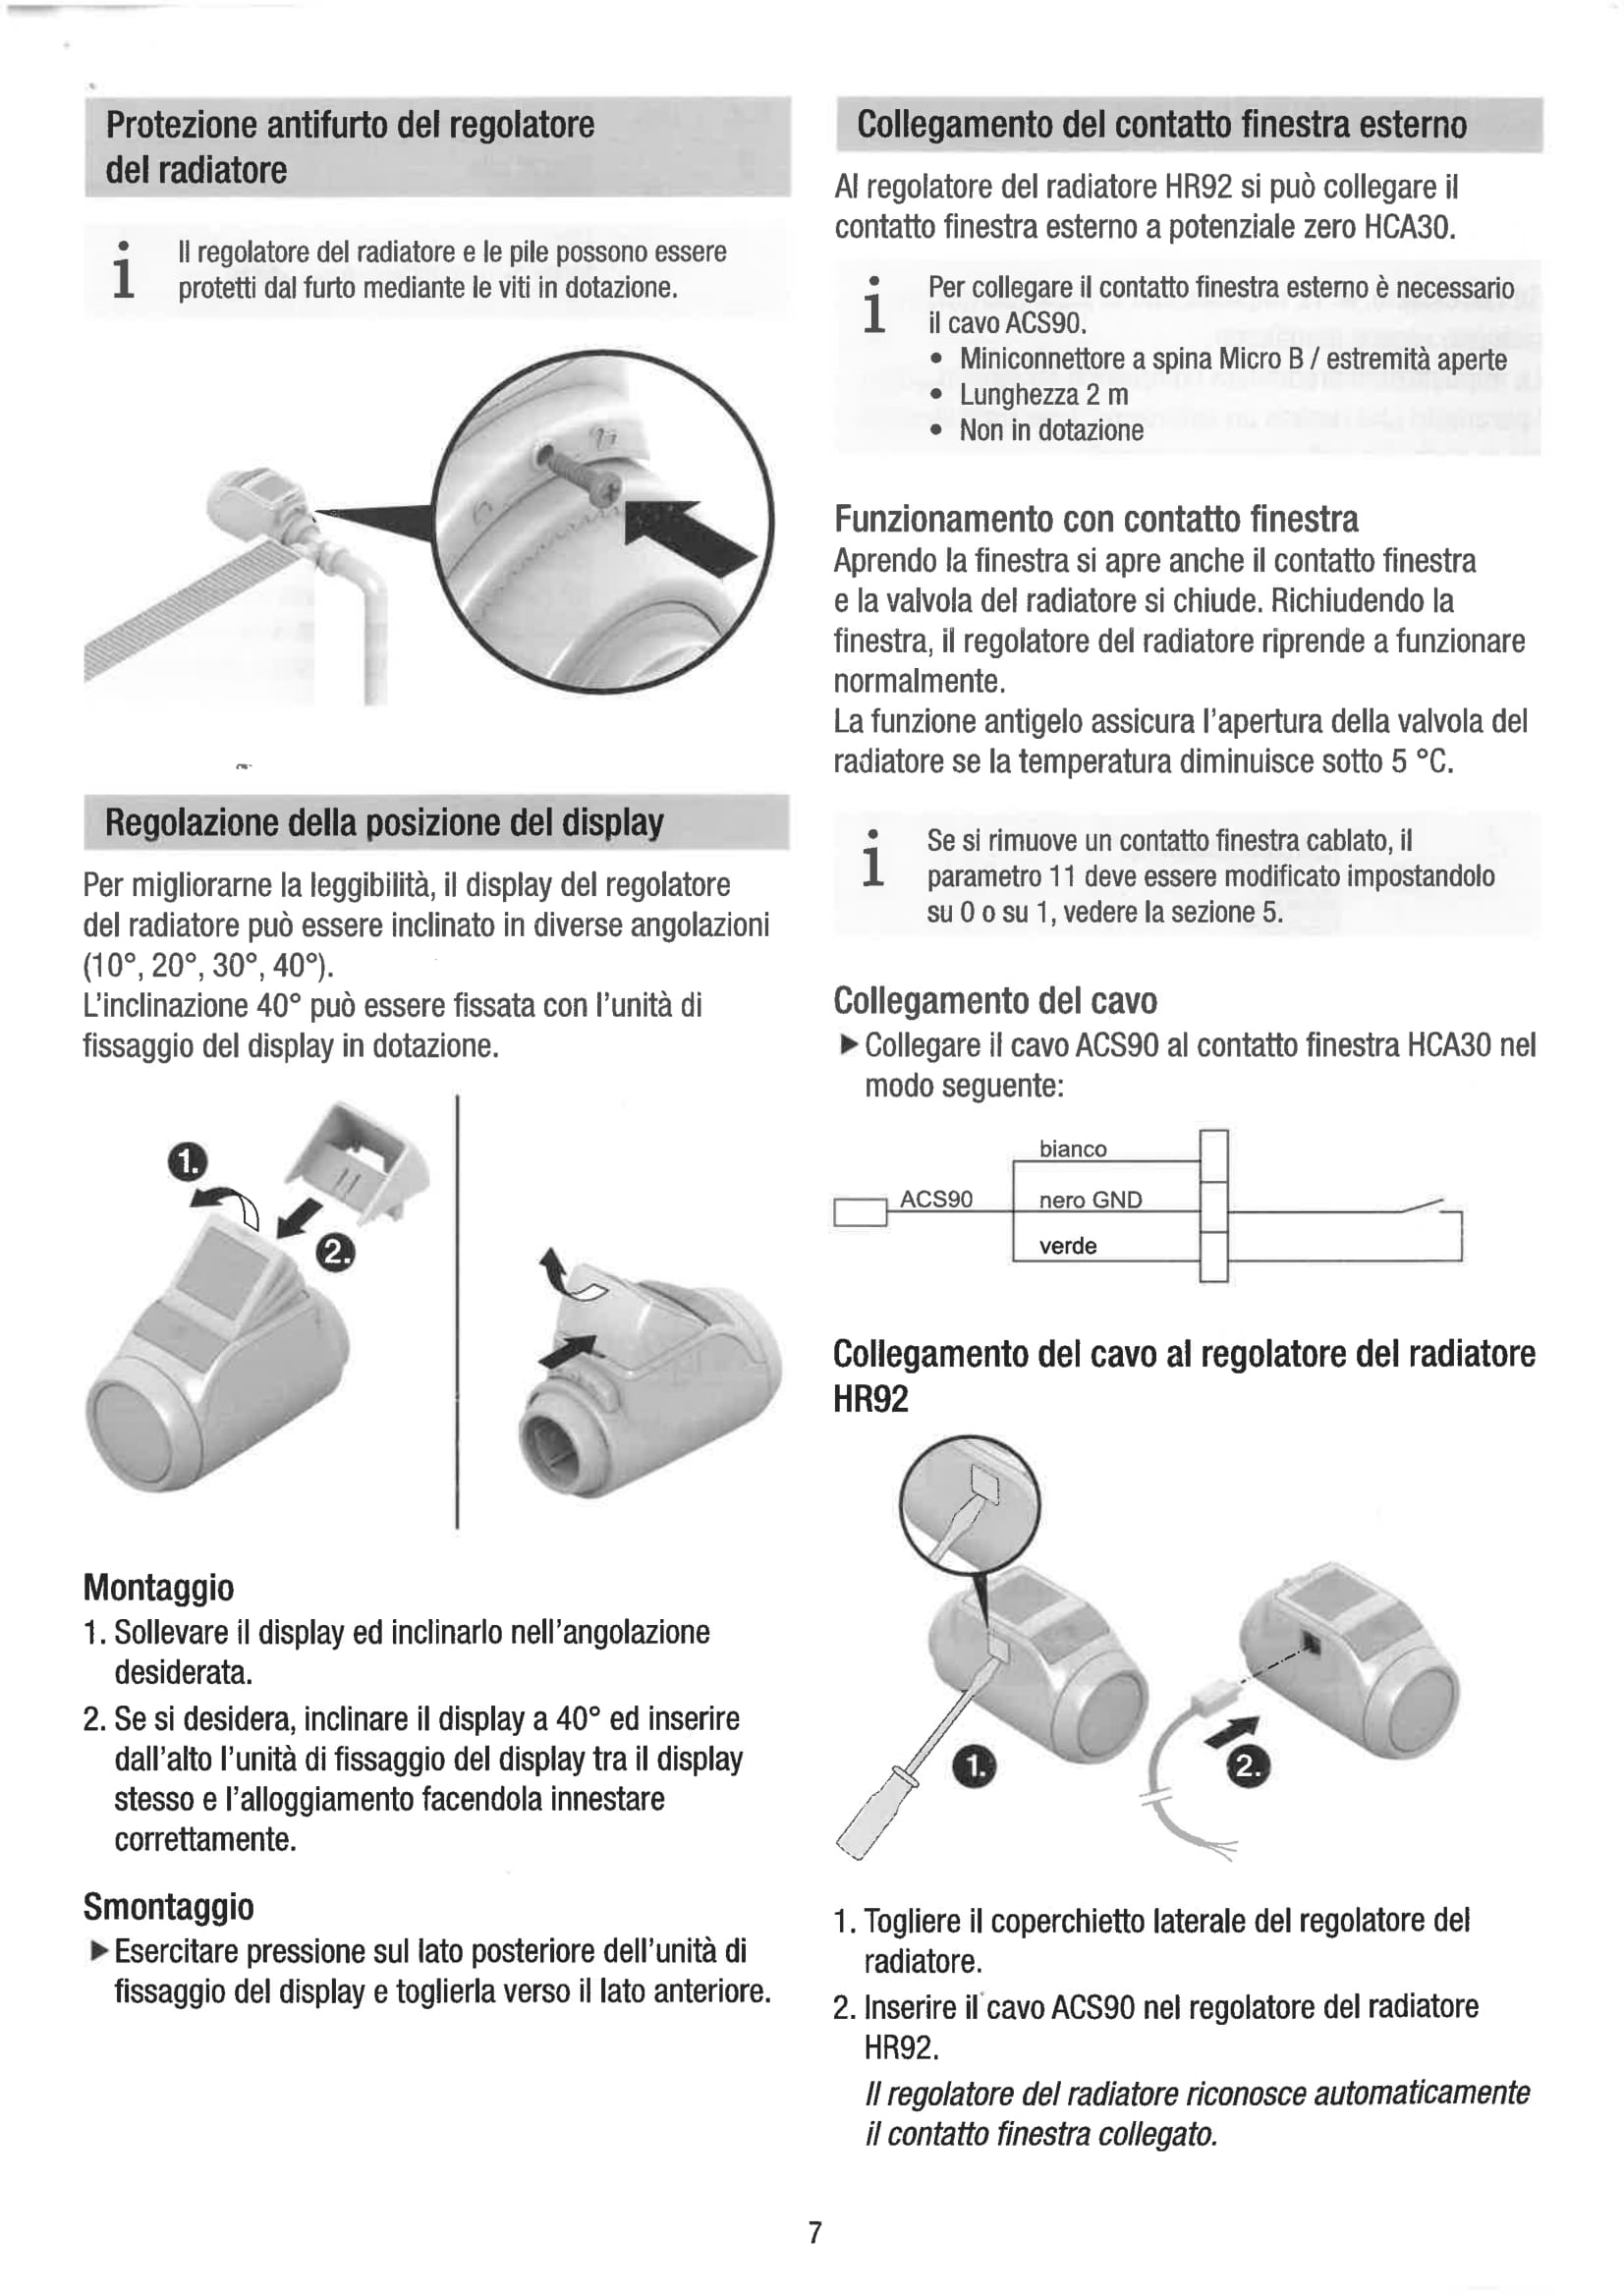 Protezione antifurto del regolatore
del radiatore
i
Il regolatore del radiatore e le pile possono essere
protetti dal furto mediante le viti in dotazione.
Regolazione della posizione del display
Per migliorarne la leggibilità, il display del regolatore
del radiatore può essere inclinato in diverse angolazioni
(10°, 20°, 30°, 40°).
L'inclinazione 40° può essere fissata con l'unità di
fissaggio del display in dotazione.
1.
2.
Montaggio
1. Sollevare il display ed inclinarlo nell'angolazione
desiderata.
2. Se si desidera, inclinare il display a 40° ed inserire
dall'alto l'unità di fissaggio del display tra il display
stesso e l'alloggiamento facendola innestare
correttamente.
Smontaggio
► Esercitare pressione sul lato posteriore dell'unità di
fissaggio del display e toglierla verso il lato anteriore.
Collegamento del contatto finestra esterno
Al regolatore del radiatore HR92 si può collegare il
contatto finestra esterno a potenziale zero HCA30.
i
Per collegare il contatto finestra esterno è necessario
il cavo ACS90.
• Miniconnettore a spina Micro B / estremità aperte
• Lunghezza 2 m
• Non in dotazione
Funzionamento con contatto finestra
Aprendo la finestra si apre anche il contatto finestra
e la valvola del radiatore si chiude. Richiudendo la
finestra, il regolatore del radiatore riprende a funzionare
normalmente.
La funzione antigelo assicura l'apertura della valvola del
radiatore se la temperatura diminuisce sotto 5 °C.
i
Se si rimuove un contatto finestra cablato, il
parametro 11 deve essere modificato impostandolo
su 0 o su 1, vedere la sezione 5.
Collegamento del cavo
► Collegare il cavo ACS90 al contatto finestra HCA30 nel
modo seguente:
bianco
ACS90
nero GND
verde
Collegamento del cavo al regolatore del radiatore
HR92
1.
2.
1. Togliere il coperchietto laterale del regolatore del
radiatore.
2. Inserire il cavo ACS90 nel regolatore del radiatore
HR92.
Il regolatore del radiatore riconosce automaticamente
il contatto finestra collegato.
7